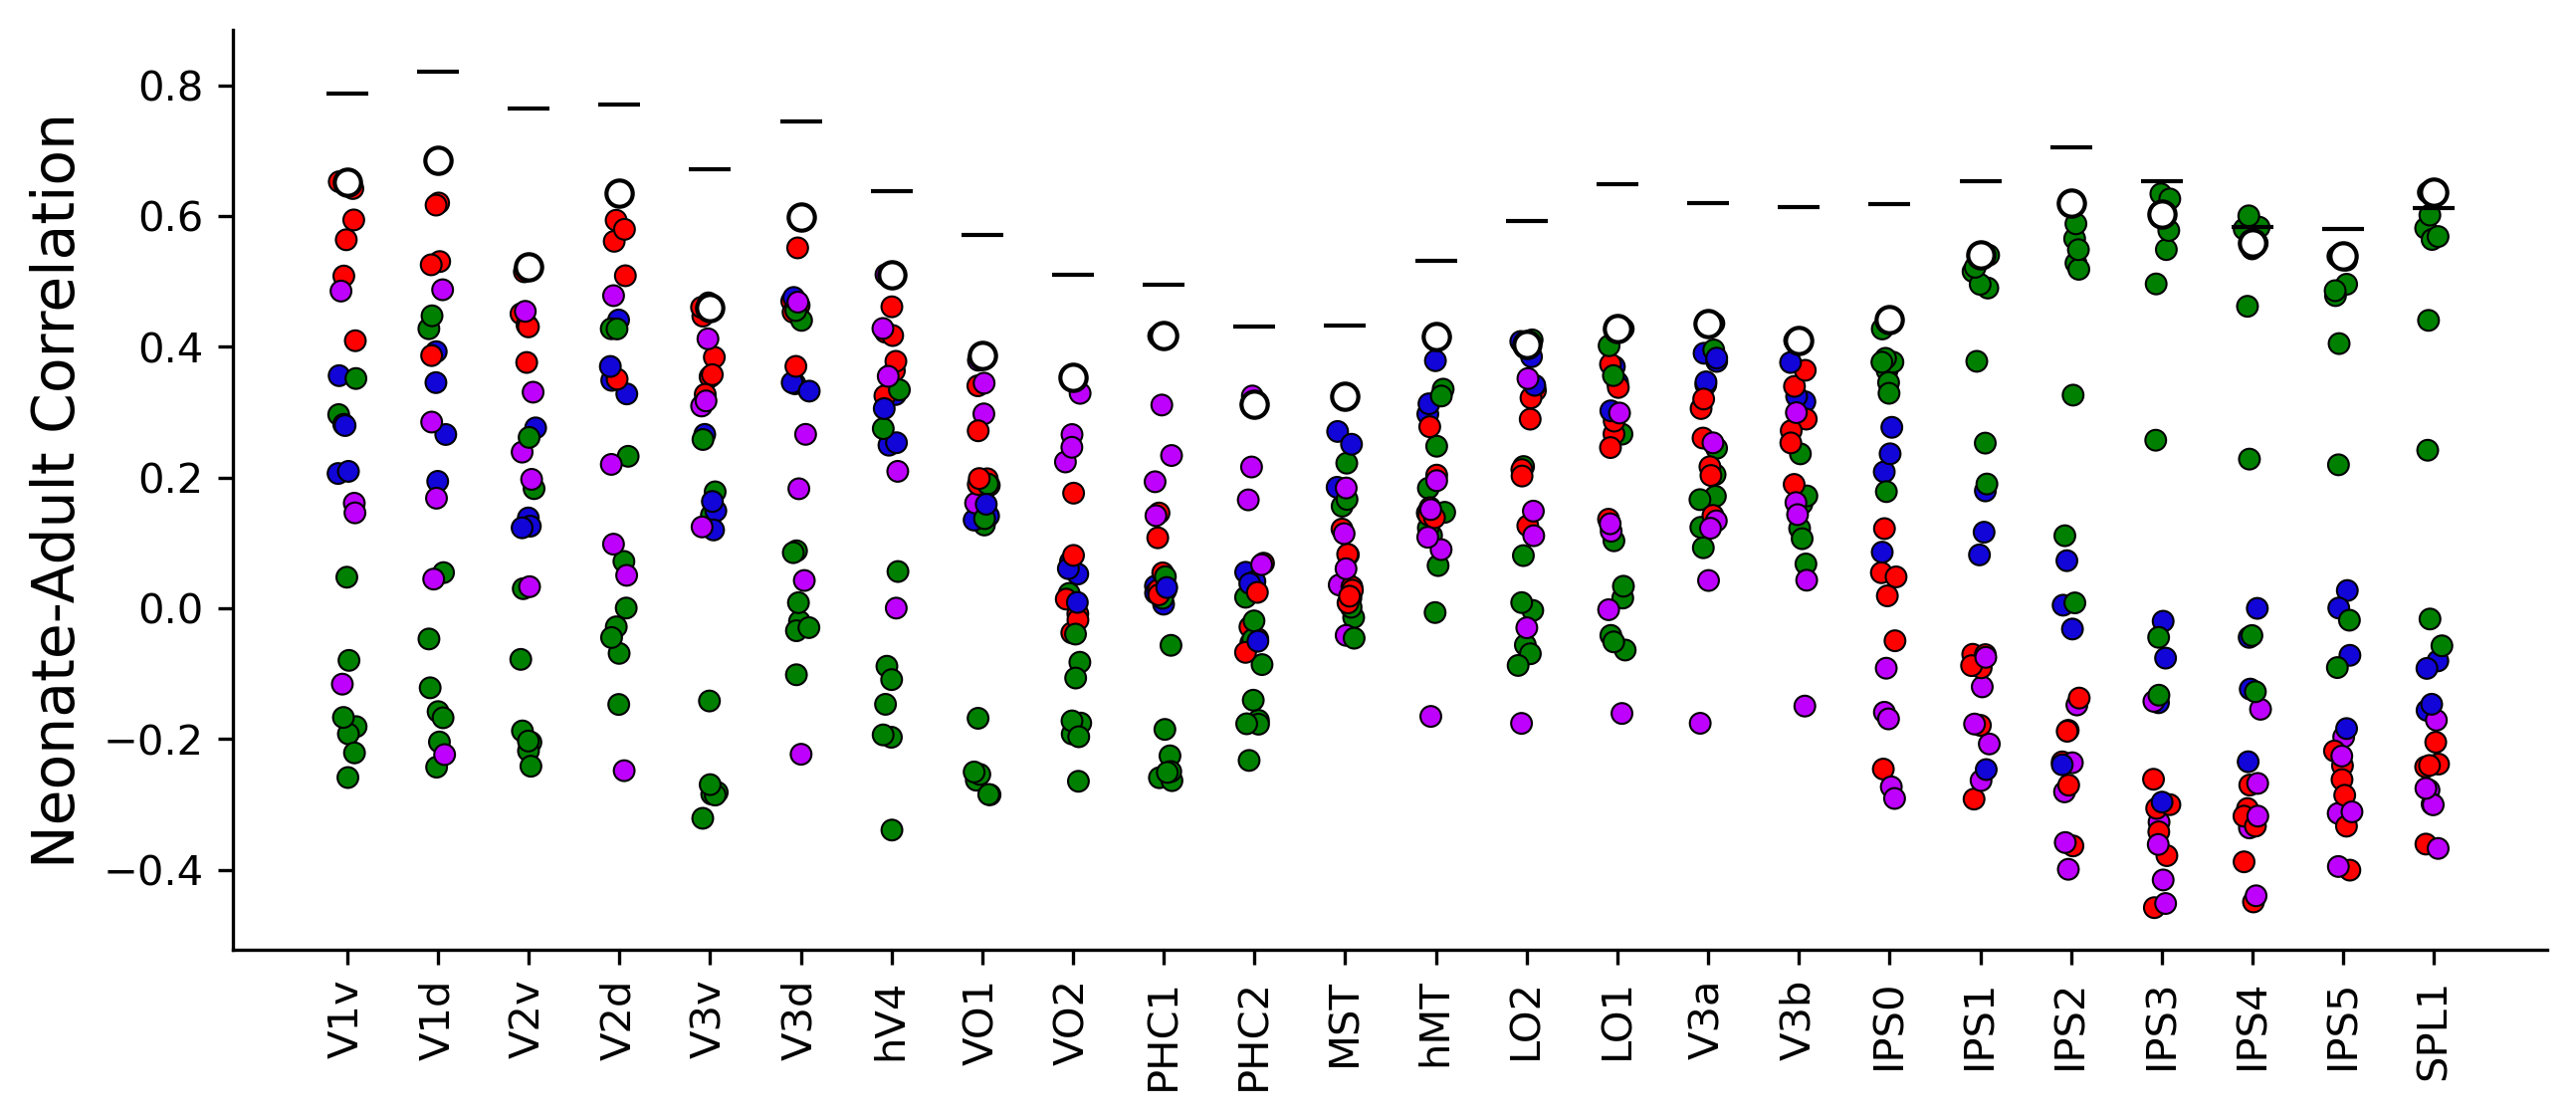 Neonate-Adult Correlation
0.8
0.6
0.4
0.2
0.0
−0.2
−0.4
V1v
V1d
V2v
V2d
V3v
V3d
hV4
VO1
VO2
PHC1
PHC2
MST
hMT
LO2
LO1
V3a
V3b
IPS0
IPS1
IPS2
IPS3
IPS4
IPS5
SPL1